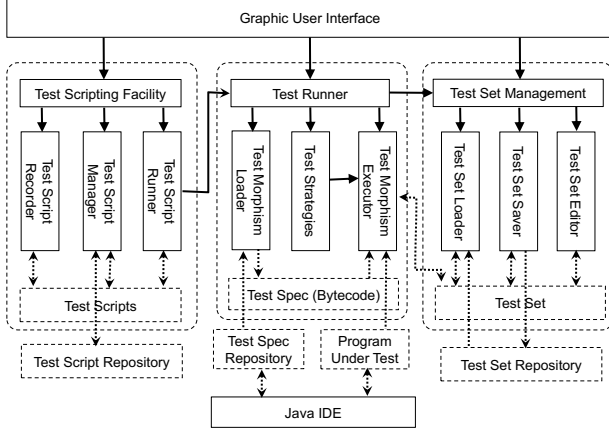 Graphic User Interface
Test Scripting Facility
Test Runner
Test Set Management
Test Script
Recorder
Test Script
Manager
Test Script
Runner
Test Morphism
Loader
Test Strategies
Test Morphism
Executor
Test Set Loader
Test Set Saver
Test Set Editor
Test Spec (Bytecode)
Test Scripts
Test Set
Test Script Repository
Test Spec
Repository
Program
Under Test
Test Set Repository
Java IDE